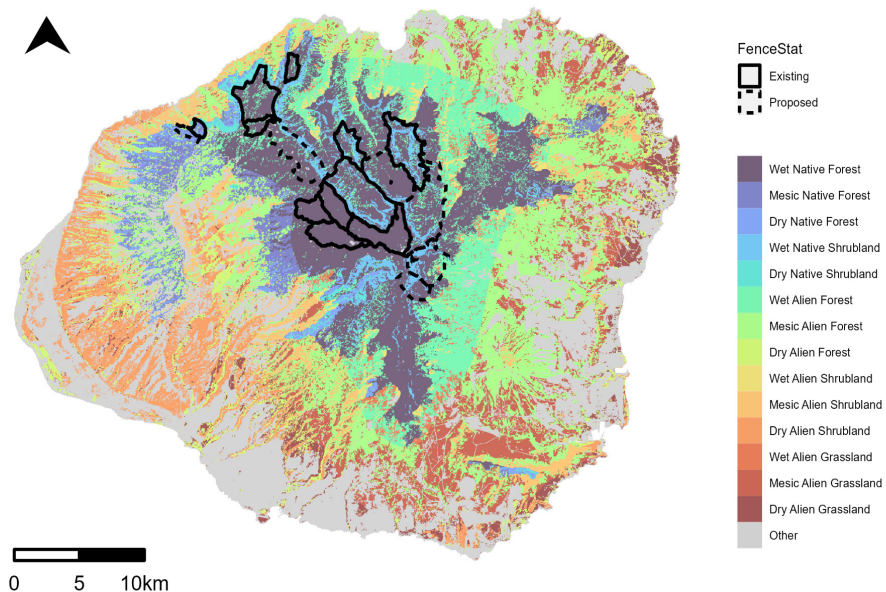 FenceStat
Existing
Proposed
Wet Native Forest
Mesic Native Forest
Dry Native Forest
Wet Native Shrubland
Dry Native Shrubland
Wet Alien Forest
Mesic Alien Forest
Dry Alien Forest
Wet Alien Shrubland
Mesic Alien Shrubland
Dry Alien Shrubland
Wet Alien Grassland
Mesic Alien Grassland
Dry Alien Grassland
Other
0 5 10km